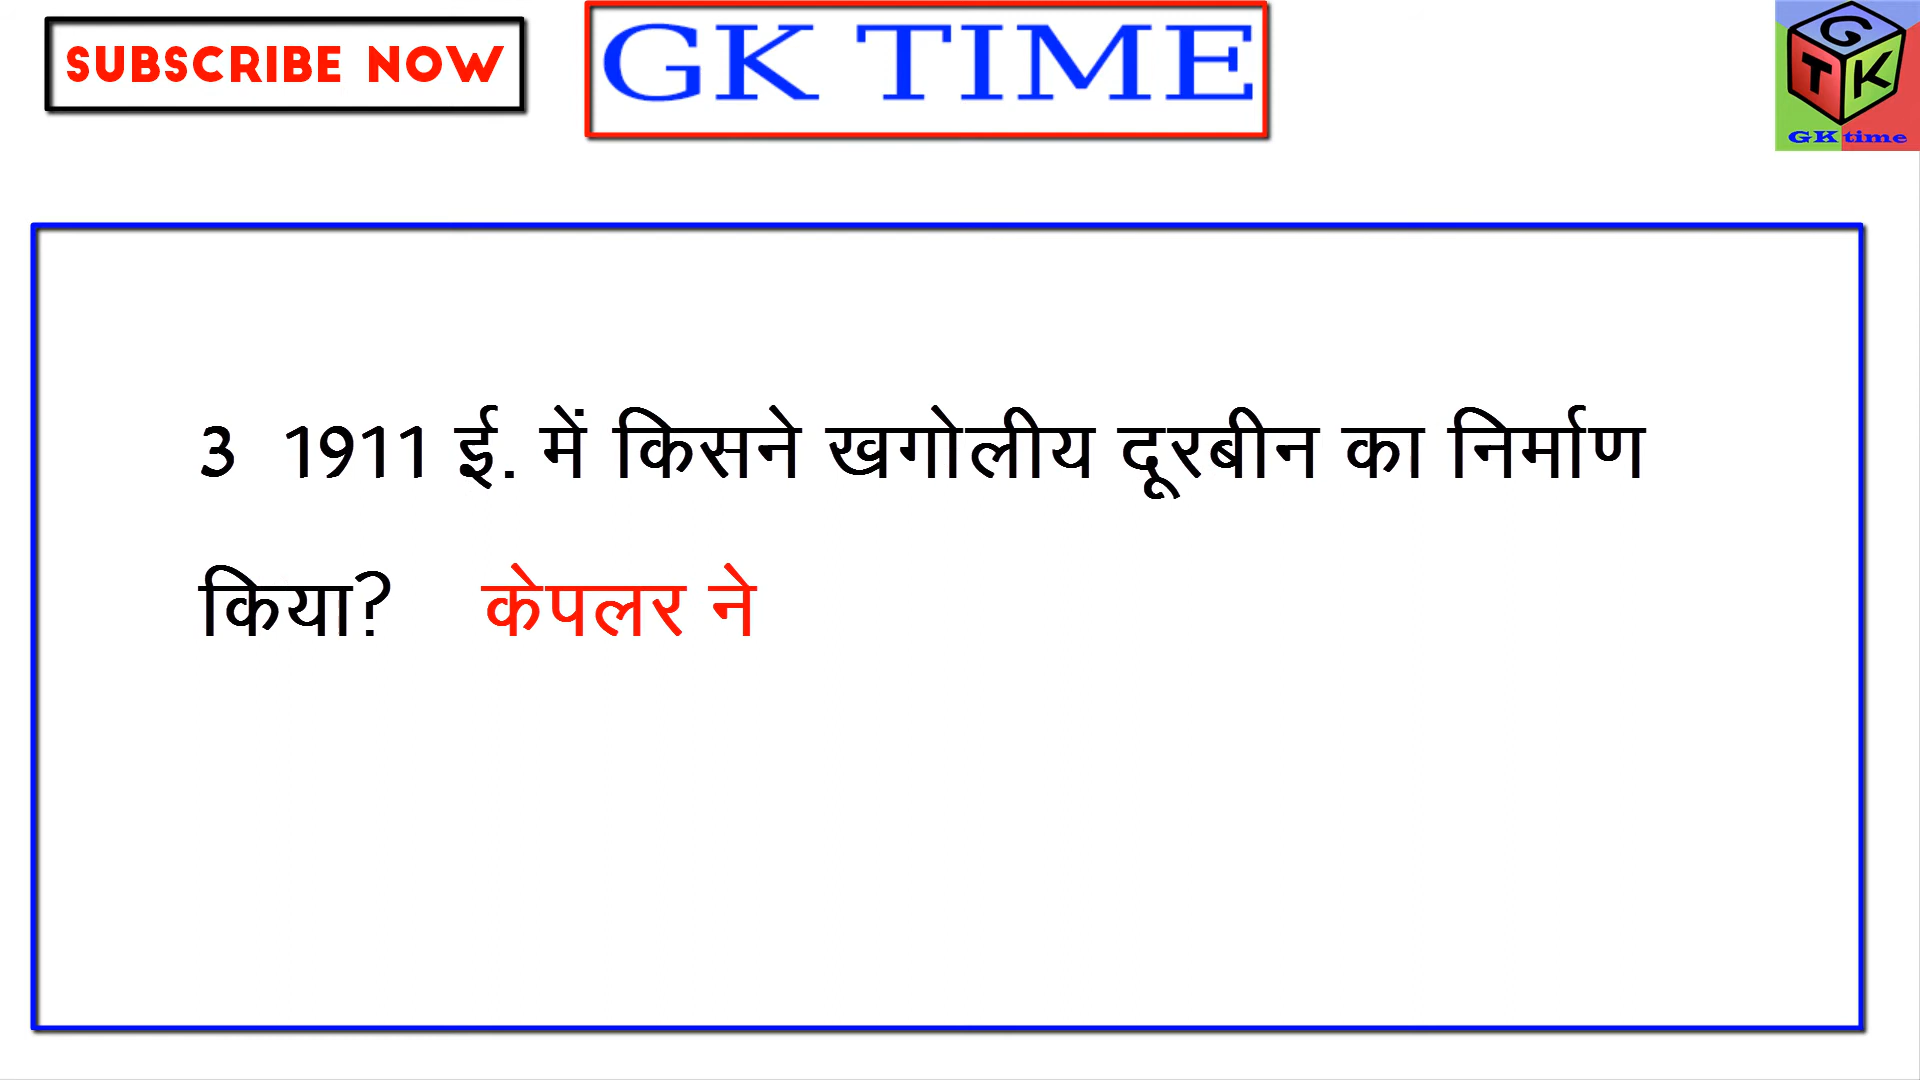 SUBSCRIBE NOW
GK TIME
G
T K
GK time
3 1911 ई. में किसने खगोलीय दूरबीन का निर्माण
किया? केपलर ने